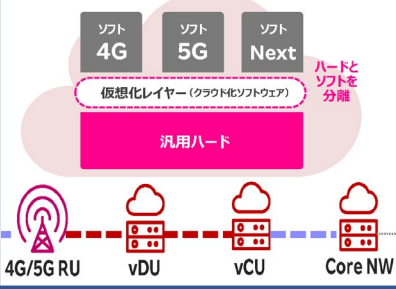 ソフト ソフト ソフト
4G 5G Next
ハードと
ソフトを
分離
仮想化レイヤー(クラウド化ソフトウェア)
汎用ハード
4G/5G RU vDU vCU Core NW